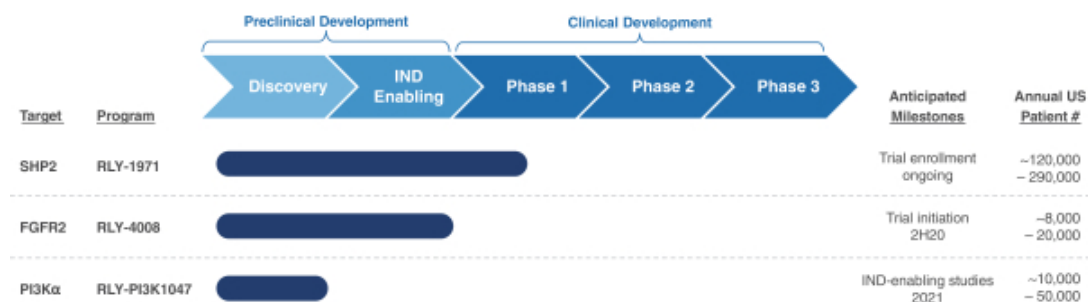 Preclinical Development
Clinical Development
Discovery
IND
Enabling
Phase 1
Phase 2
Phase 3
Target
Program
Anticipated
Milestones
Annual US
Patient #
SHP2
RLY-1971
Trial enrollment
ongoing
~120,000
– 290,000
FGFR2
RLY-4008
Trial initiation
2H20
~8,000
– 20,000
PI3Kα
RLY-PI3K1047
IND-enabling studies
2021
~10,000
– 50,000